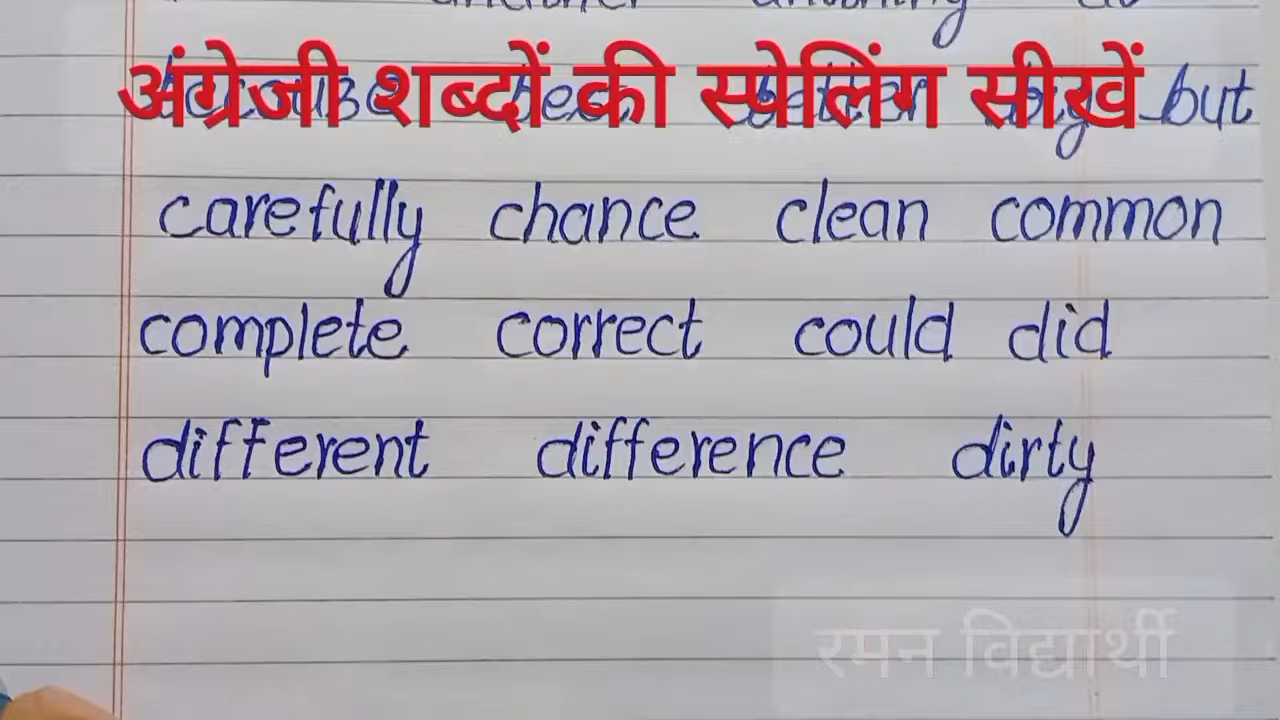 अंग्रेजी शब्दों की स्पेलिंग सीखें
but
carefully chance clean common
complete correct could did
different difference dirty
रमन विद्यार्थी